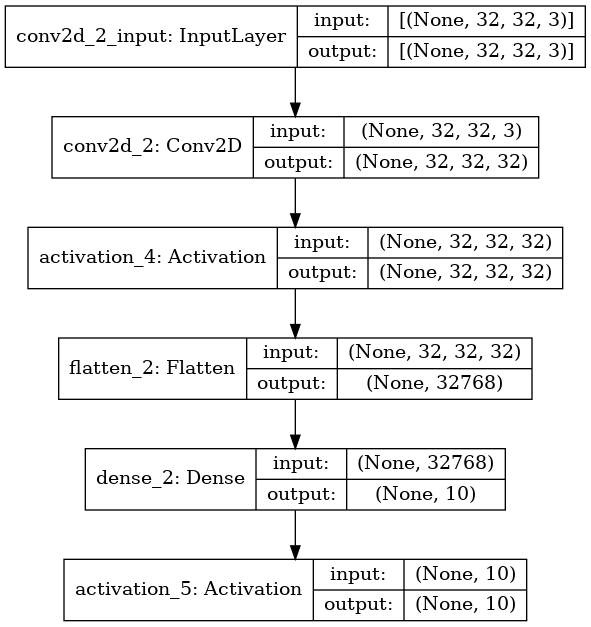 conv2d_2_input: InputLayer
input:
[(None, 32, 32, 3)]
output:
[(None, 32, 32, 3)]
conv2d_2: Conv2D
input:
(None, 32, 32, 3)
output:
(None, 32, 32, 32)
activation_4: Activation
input:
(None, 32, 32, 32)
output:
(None, 32, 32, 32)
flatten_2: Flatten
input:
(None, 32, 32, 32)
output:
(None, 32768)
dense_2: Dense
input:
(None, 32768)
output:
(None, 10)
activation_5: Activation
input:
(None, 10)
output:
(None, 10)